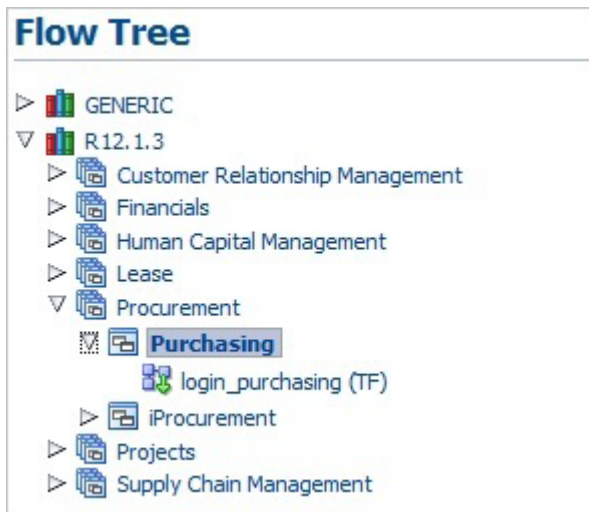 Flow Tree
GENERIC
R12.1.3
Customer Relationship Management
Financials
Human Capital Management
Lease
Procurement
Purchasing
login_purchasing (TF)
iProcurement
Projects
Supply Chain Management